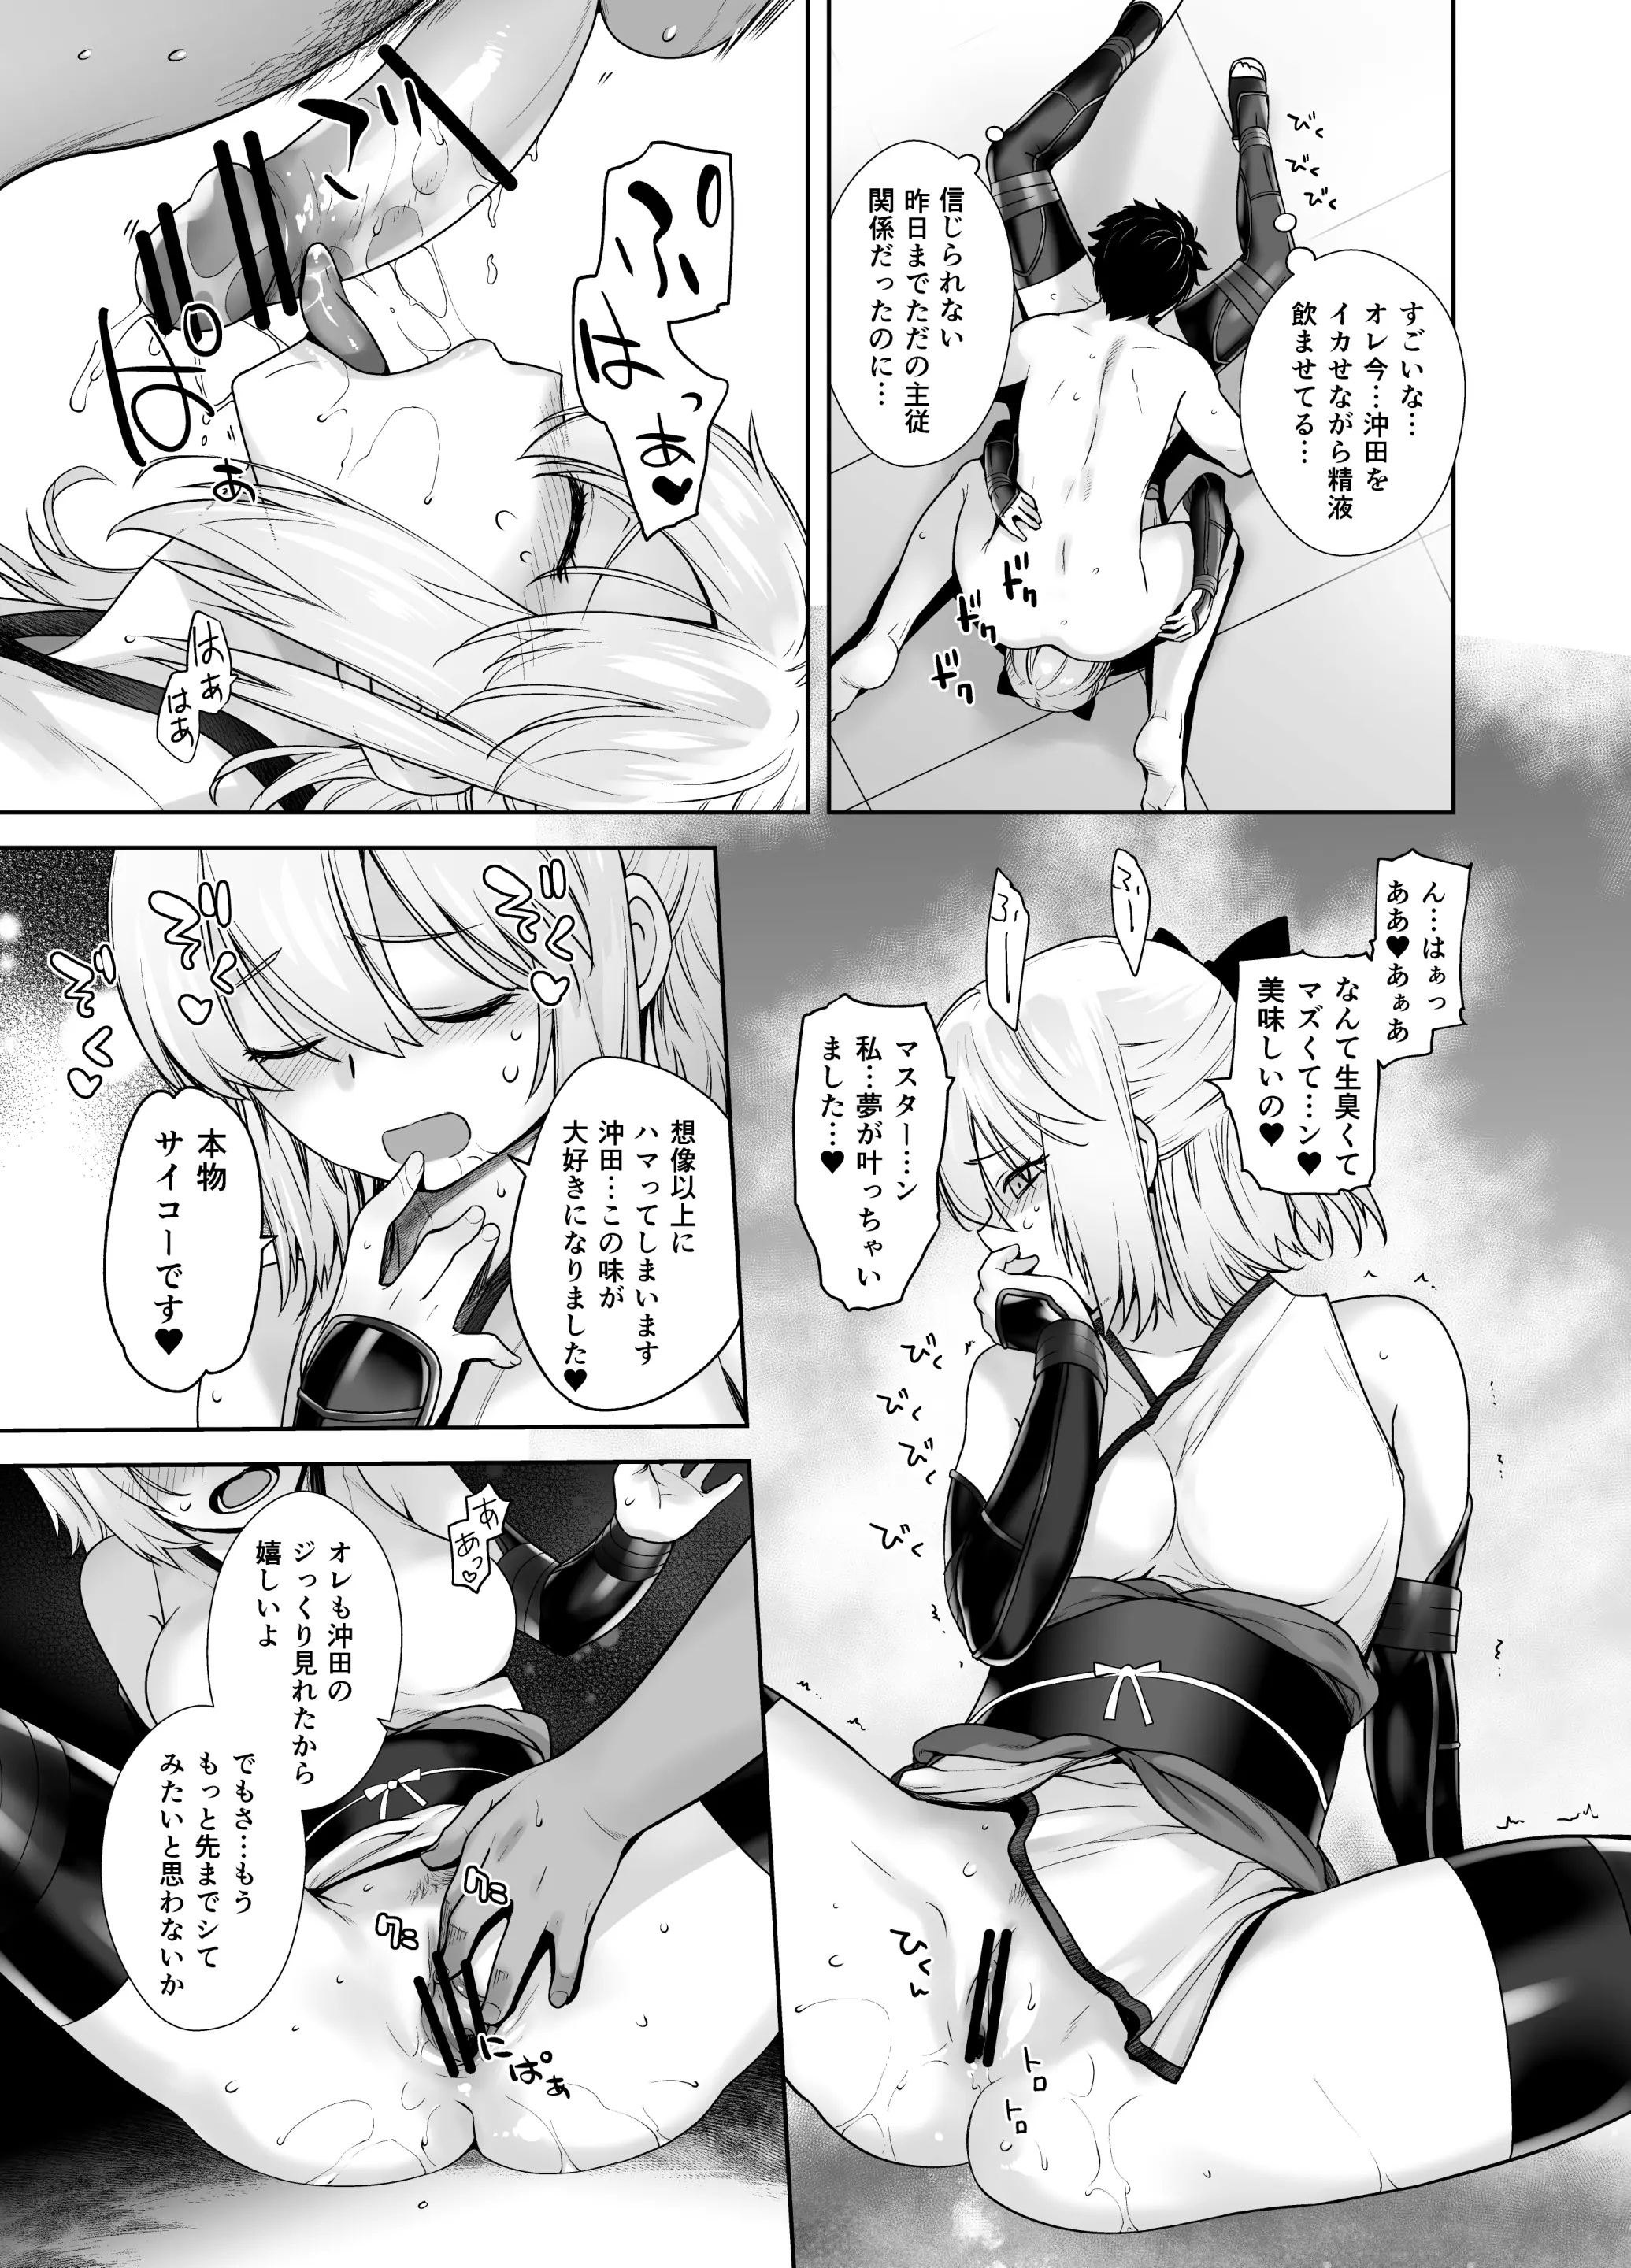 すごいな…
オレ今…沖田を
イカせながら精液
飲ませてる…
信じられない
昨日までただの主従
関係だったのに…
びく
びく
びく
ドク
ドク
ドク
ぷはっぁ♥
ぱぁ
はぁ
はぁ
ん…はぁっ
ああ♥あぁあ
なんて生臭くて
マズくて…ン♥
美味しいの♥
ふー
ふー
マスター…ン
私…夢が叶っちゃい
ました…♥
びく
びく
びく
びく
ひくん
トロ
トロ
ぞくぞく♡
ぞくぞく♡
想像以上に
ハマってしまいます
沖田…この味が
大好きになりました♥
本物
サイコーです♥
あ
あっ♡
オレも沖田の
ジっくり見れたから
嬉しいよ
でもさ…もう
もっと先までシて
みたいと思わないか
クニ
クニ
にぱぁ